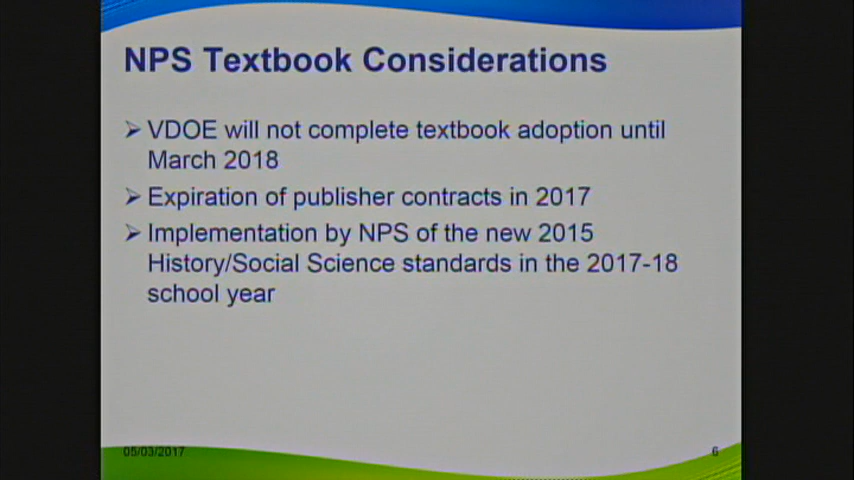 NPS Textbook Considerations
VDOE will not complete textbook adoption until
March 2018
Expiration of publisher contracts in 2017
Implementation by NPS of the new 2015
History/Social Science standards in the 2017-18
school year
05/03/2017
6